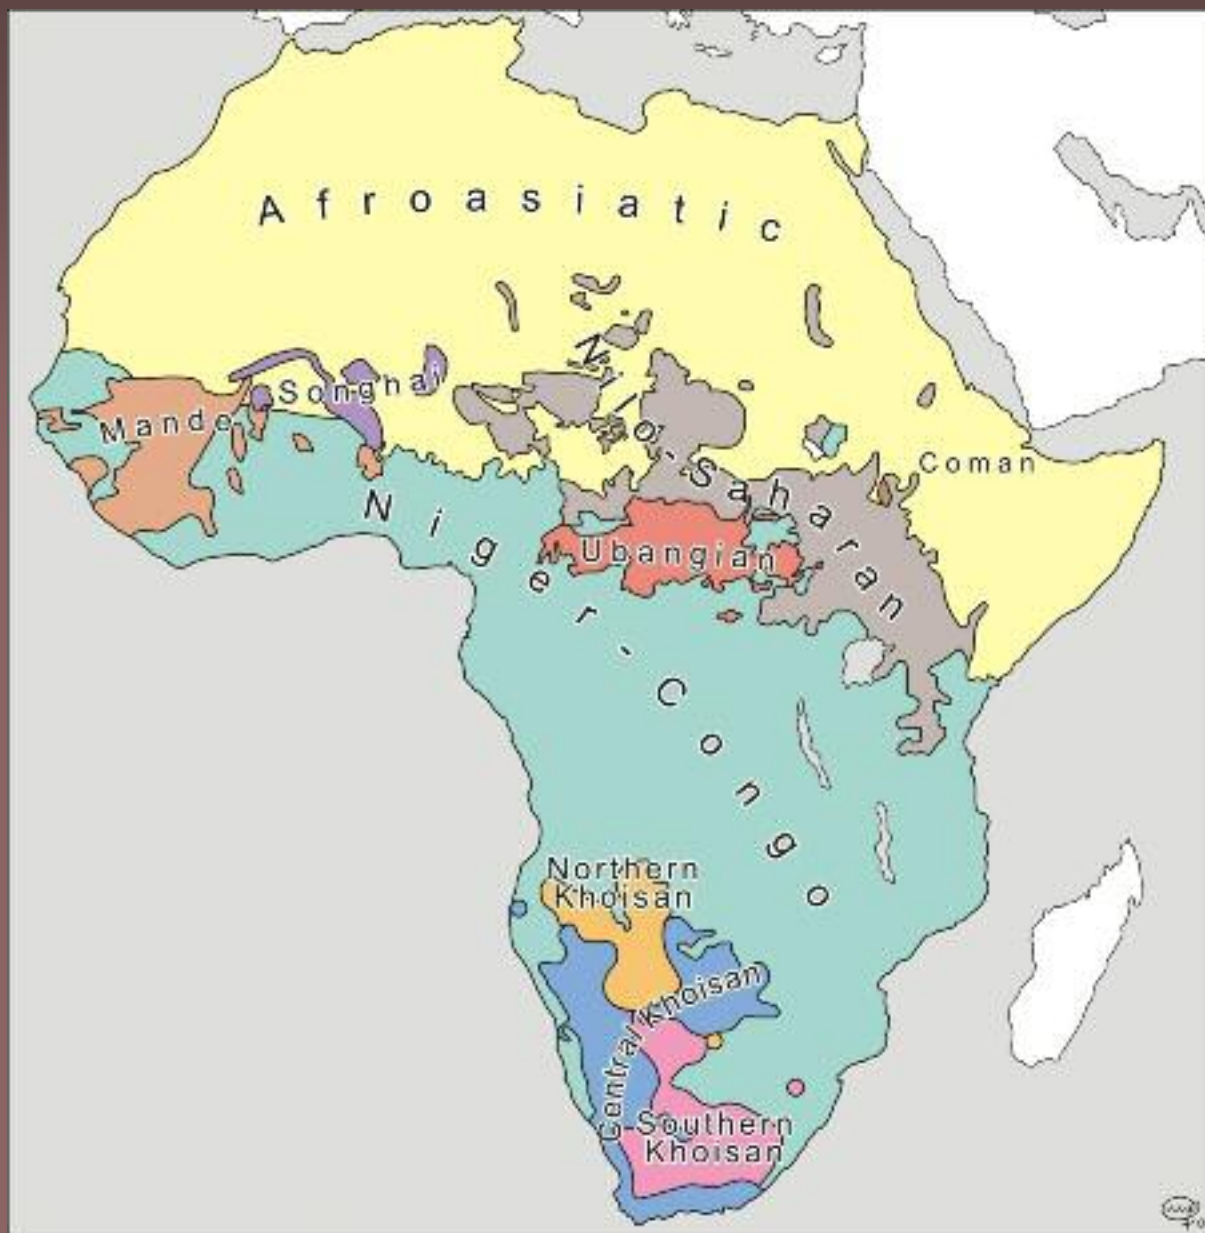 Afroasiatic
Songhai
Mande
Nilo-Saharan
Coman
Niger-Congo
Ubangian
Northern
Khoisan
Central Khoisan
Southern
Khoisan